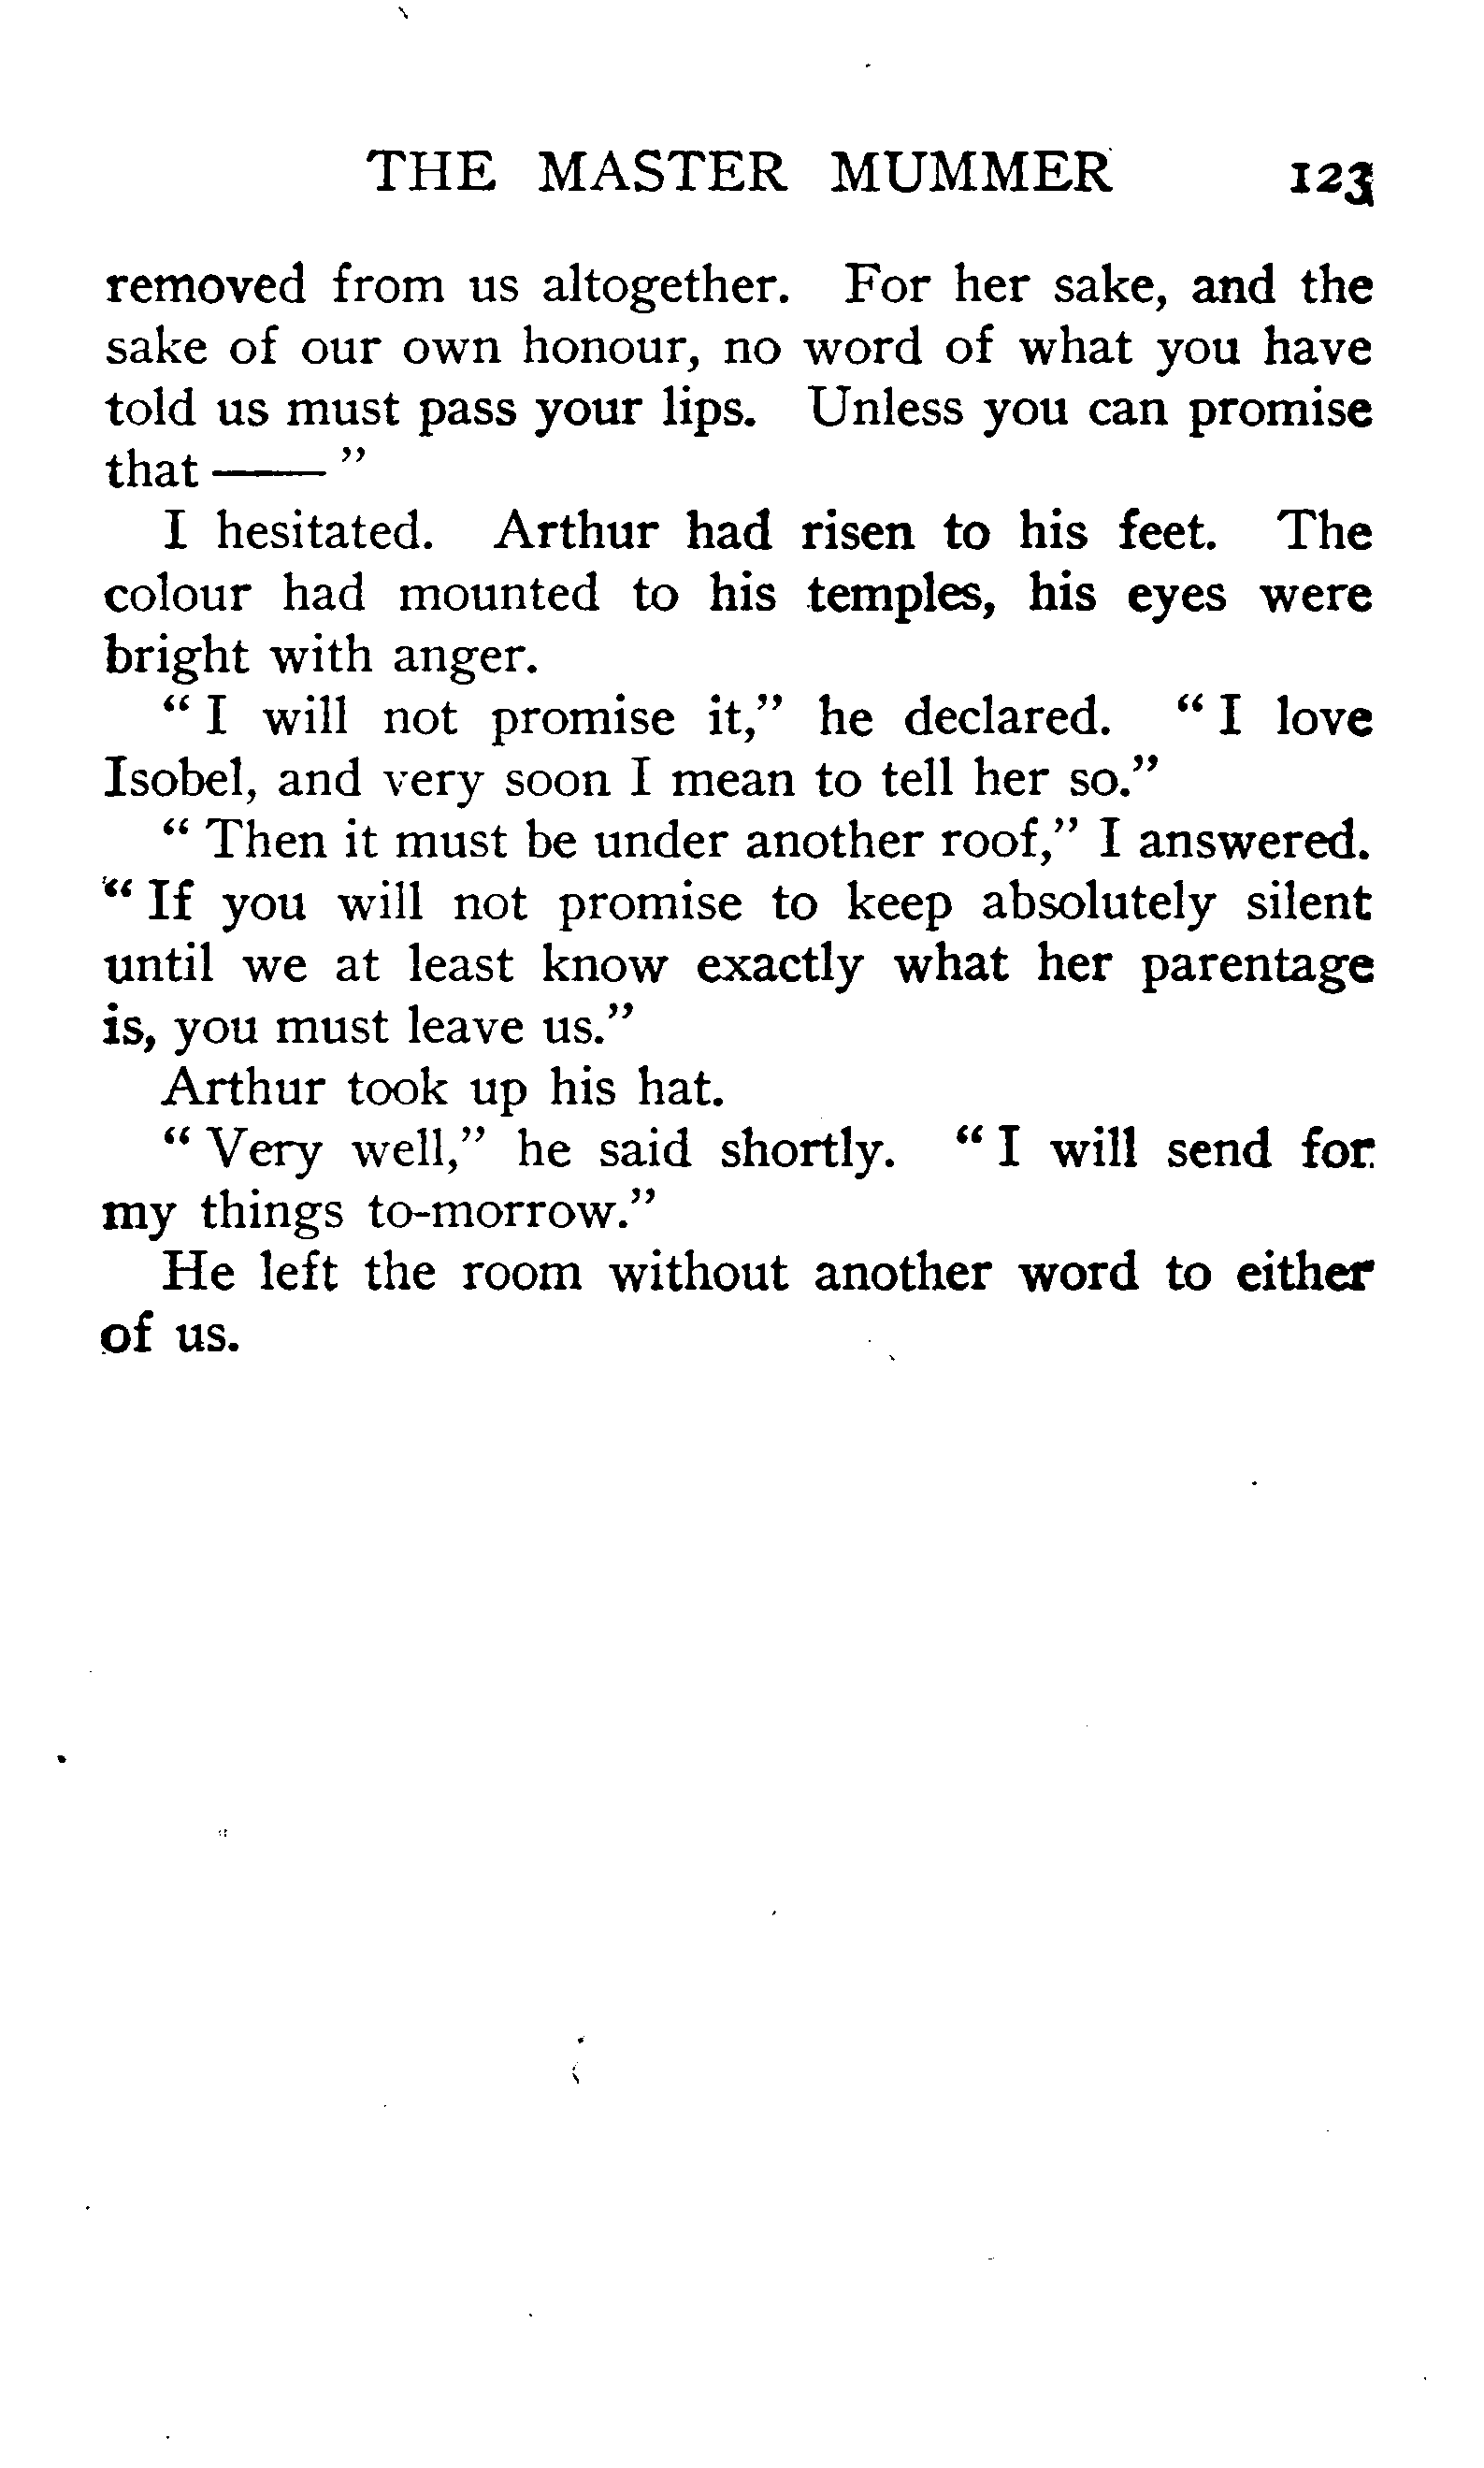 THE MASTER MUMMER 123
removed from us altogether. For her sake, and the
sake of our own honour, no word of what you have
told us must pass your lips. Unless you can promise
that —— ”
I hesitated. Arthur had risen to his feet. The
colour had mounted to his temples, his eyes were
bright with anger.
“ I will not promise it,” he declared. “ I love
Isobel, and very soon I mean to tell her so.”
“ Then it must be under another roof,” I answered.
“ If you will not promise to keep absolutely silent
until we at least know exactly what her parentage
is, you must leave us.”
Arthur took up his hat.
“ Very well,” he said shortly. “ I will send for
my things to-morrow.”
He left the room without another word to either
of us.